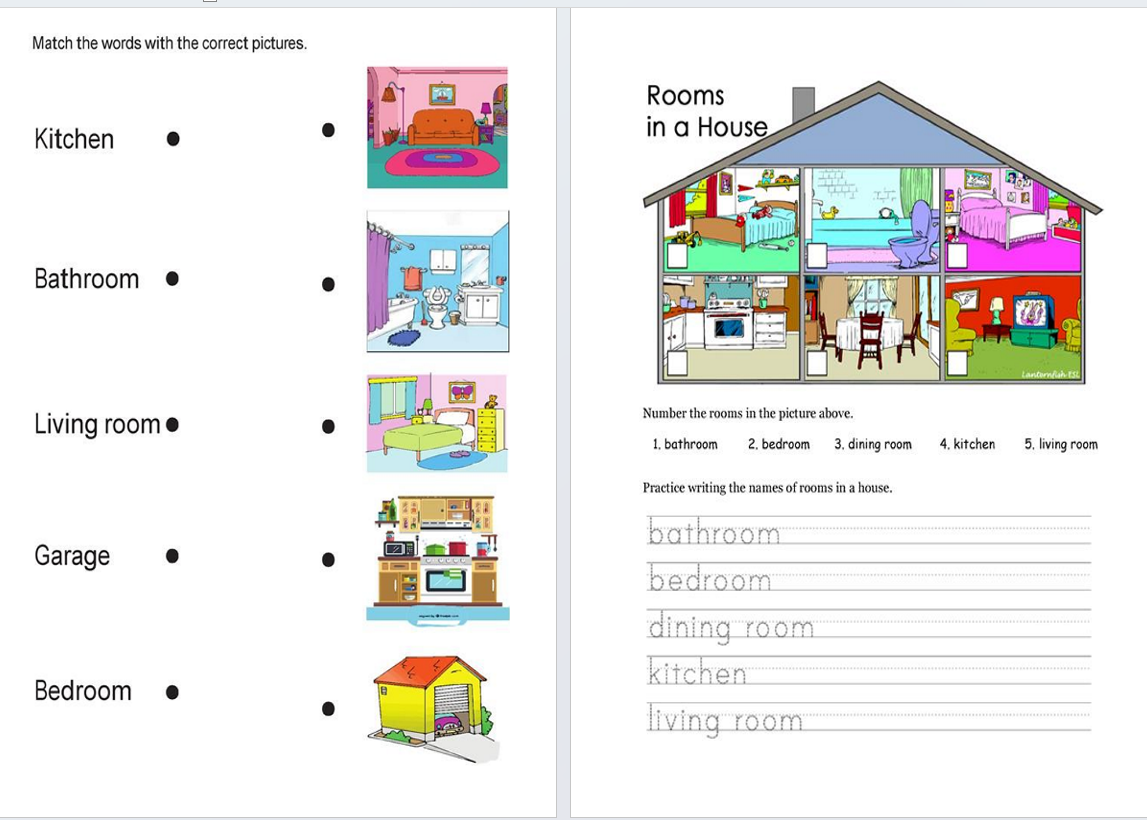 Match the words with the correct pictures.
Kitchen
Bathroom
Living room
Garage
Bedroom
Rooms
in a House
Lanternfish ESL
Number the rooms in the picture above.
1. bathroom 2. bedroom 3. dining room 4. kitchen 5. living room
Practice writing the names of rooms in a house.
bathroom
bedroom
dining room
kitchen
living room